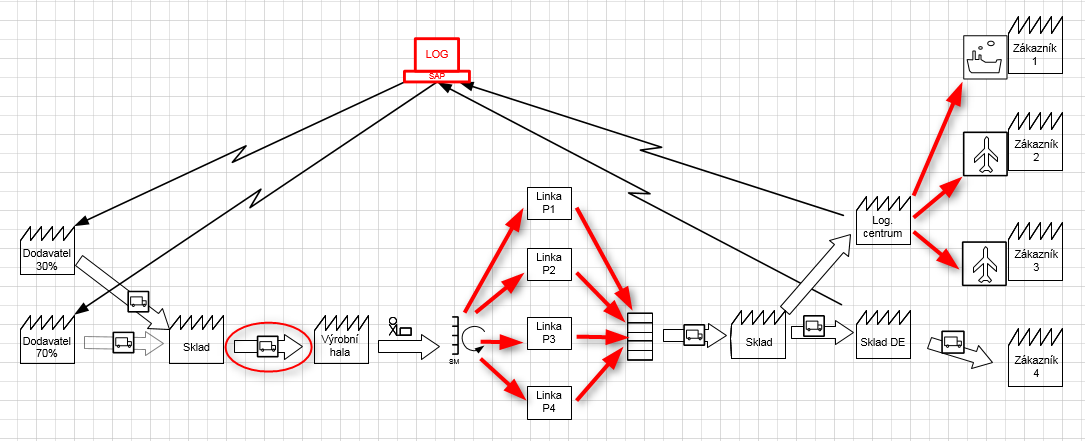 LOG
SAP
Zákazník
1
Zákazník
2
Linka
P1
Log.
centrum
Dodavatel
30%
Linka
P2
Zákazník
3
Dodavatel
70%
Sklad
Výrobní
hala
SM
Linka
P3
Sklad
Sklad DE
Zákazník
4
Linka
P4